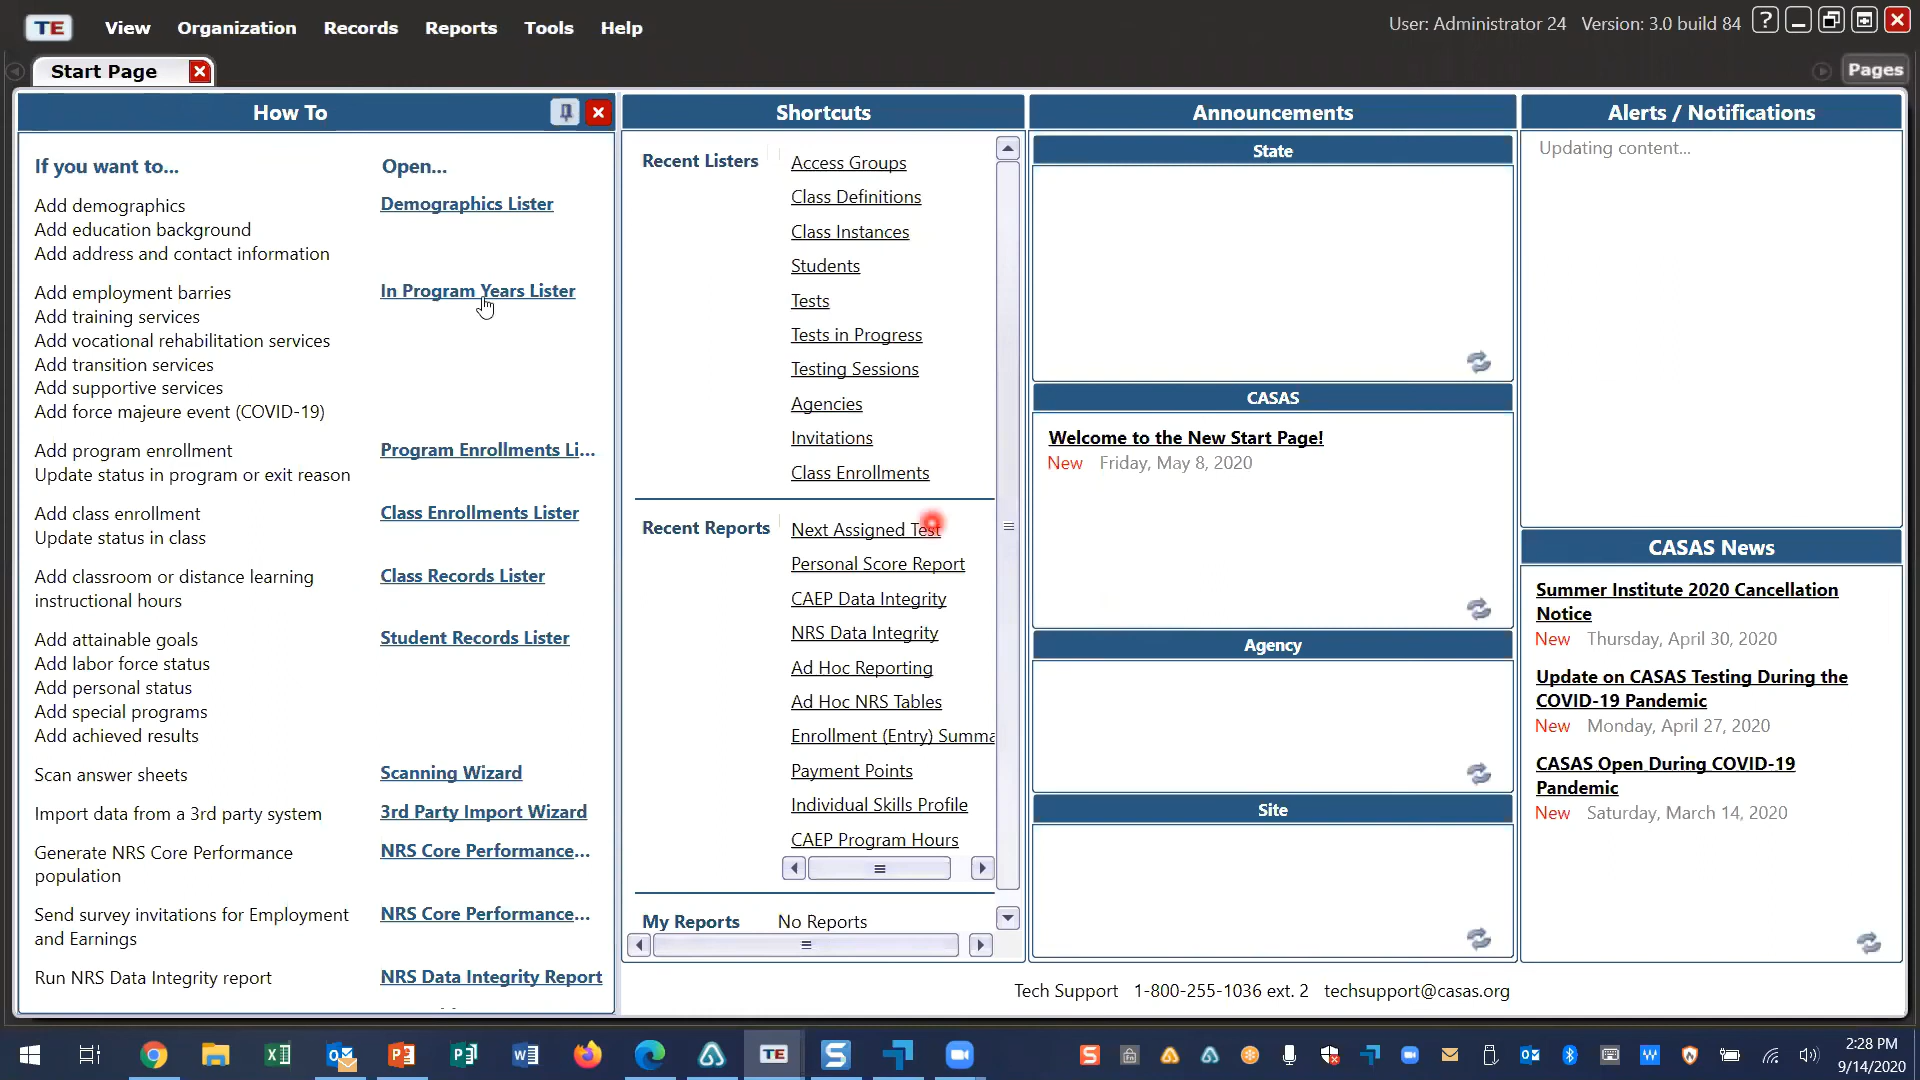 TE View Organization Records Reports Tools Help
User: Administrator 24 Version: 3.0 build 84
Start Page
Pages
How To
If you want to... Open...
Add demographics Demographics Lister
Add education background
Add address and contact information
Add employment barries In Program Years Lister
Add training services
Add vocational rehabilitation services
Add transition services
Add supportive services
Add force majeure event (COVID-19)
Add program enrollment Program Enrollments Li...
Update status in program or exit reason
Add class enrollment Class Enrollments Lister
Update status in class
Add classroom or distance learning Class Records Lister
instructional hours
Add attainable goals Student Records Lister
Add labor force status
Add personal status
Add special programs
Add achieved results
Scan answer sheets Scanning Wizard
Import data from a 3rd party system 3rd Party Import Wizard
Generate NRS Core Performance NRS Core Performance...
population
Send survey invitations for Employment NRS Core Performance...
and Earnings
Run NRS Data Integrity report NRS Data Integrity Report
Shortcuts
Recent Listers
Access Groups
Class Definitions
Class Instances
Students
Tests
Tests in Progress
Testing Sessions
Agencies
Invitations
Class Enrollments
Recent Reports
Next Assigned Test
Personal Score Report
CAEP Data Integrity
NRS Data Integrity
Ad Hoc Reporting
Ad Hoc NRS Tables
Enrollment (Entry) Summa
Payment Points
Individual Skills Profile
CAEP Program Hours
My Reports No Reports
Announcements
State
CASAS
Welcome to the New Start Page!
New Friday, May 8, 2020
Agency
Site
Alerts / Notifications
Updating content...
CASAS News
Summer Institute 2020 Cancellation
Notice
New Thursday, April 30, 2020
Update on CASAS Testing During the
COVID-19 Pandemic
New Monday, April 27, 2020
CASAS Open During COVID-19
Pandemic
New Saturday, March 14, 2020
Tech Support 1-800-255-1036 ext. 2 techsupport@casas.org
TE
2:28 PM
9/14/2020